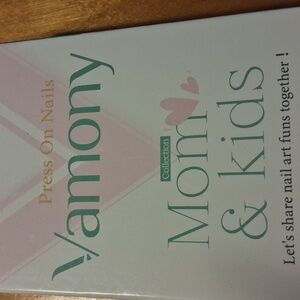 Press On Nails
Vamony
Collection
Mom
& kids
Let's share nail art funs together !